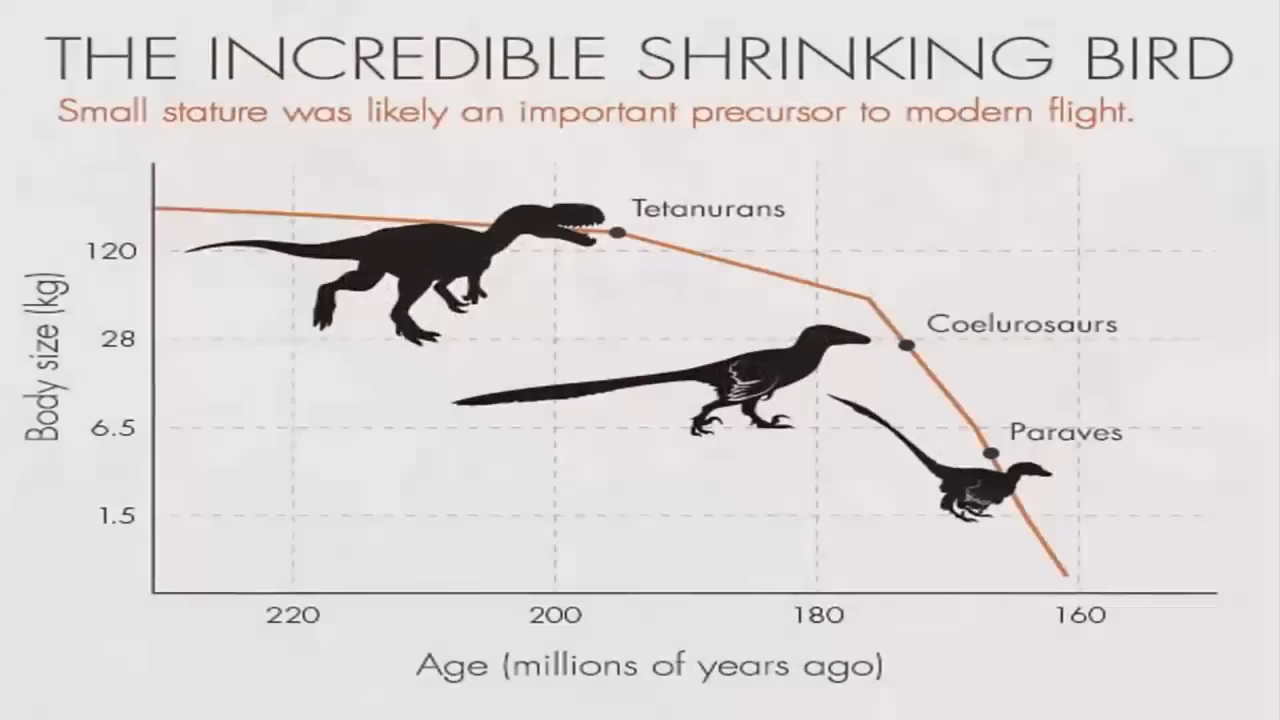 THE INCREDIBLE SHRINKING BIRD
Small stature was likely an important precursor to modern flight.
Tetanurans
120
Coelurosaurs
28
Body size (kg)
6.5
Paraves
1.5
220 200 180 160
Age (millions of years ago)